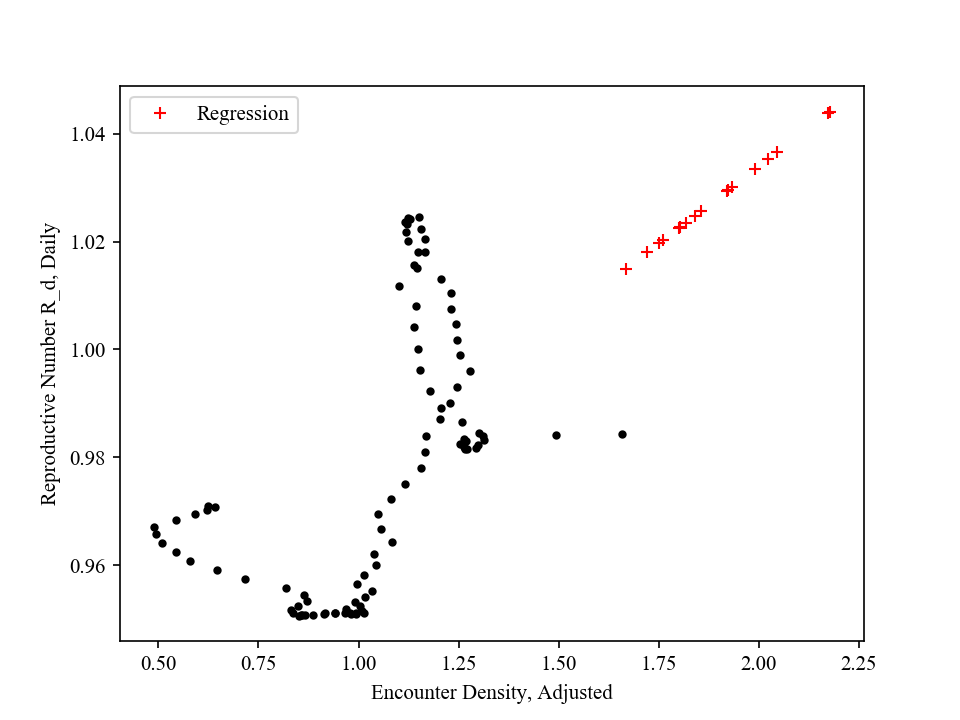 Regression
1.04
1.02
1.00
0.98
0.96
Reproductive Number R_d, Daily
0.50 0.75 1.00 1.25 1.50 1.75 2.00 2.25
Encounter Density, Adjusted